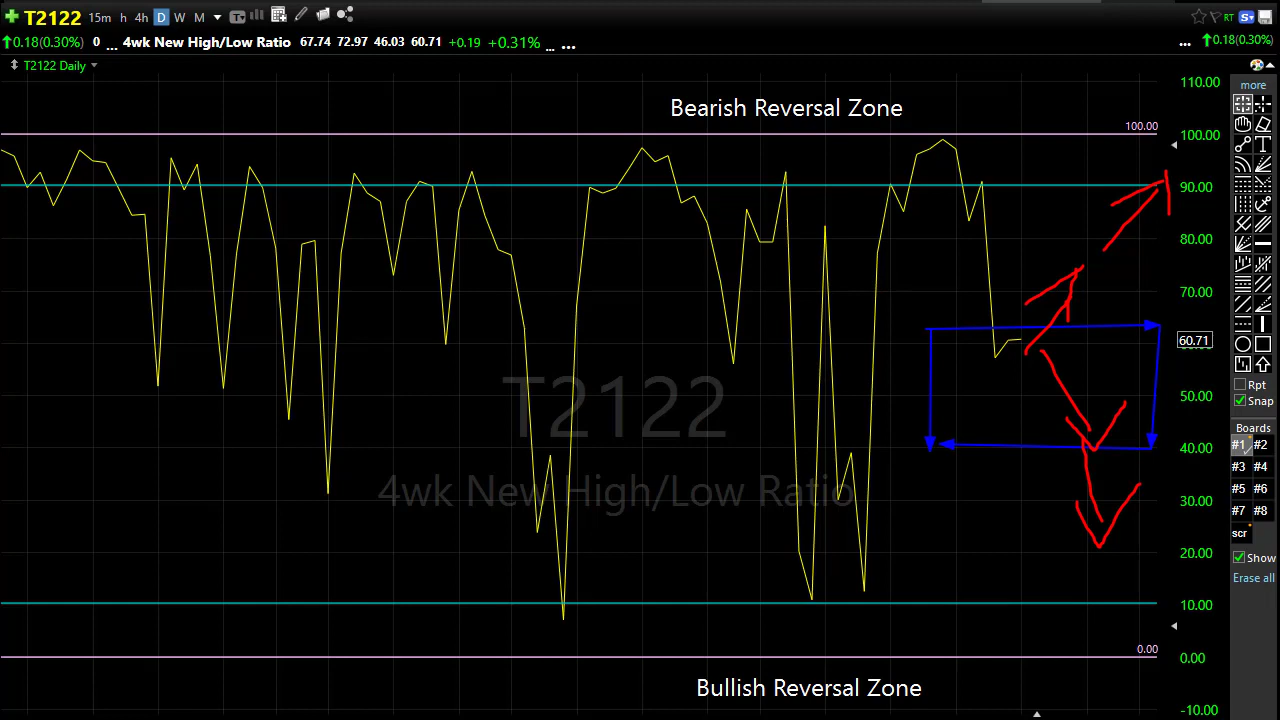 T2122 15m h 4h D W M T RT S
0.18(0.30%) 0 ... 4wk New High/Low Ratio 67.74 72.97 46.03 60.71 +0.19 +0.31% ... ... ... 0.18(0.30%)
T2122 Daily
more
110.00
Bearish Reversal Zone
100.00
100.00
90.00
80.00
70.00
60.71
50.00
40.00
30.00
20.00
10.00
0.00
0.00
-10.00
T2122
4wk New High/Low Ratio
Bullish Reversal Zone
T
Rpt
Snap
Boards
#1 #2
#3 #4
#5 #6
#7 #8
scr
Show
Erase all